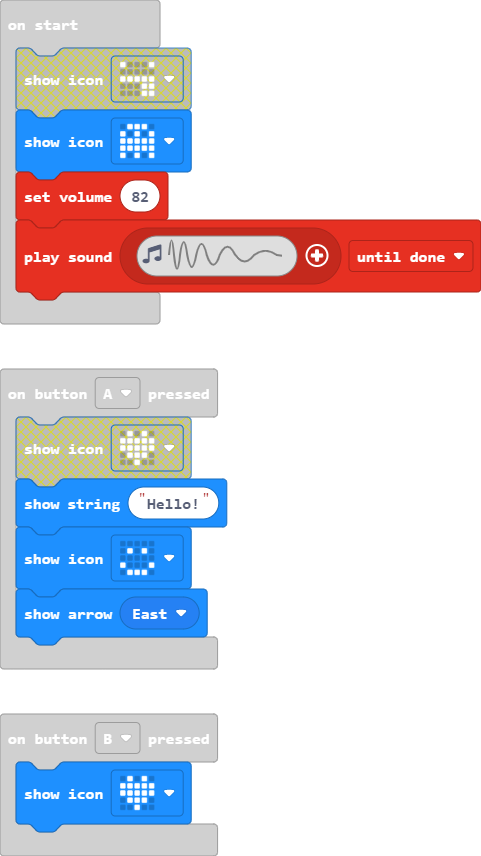 on start
show icon
show icon
set volume 82
play sound until done
on button A pressed
show icon
show string "Hello!"
show icon
show arrow East
on button B pressed
show icon